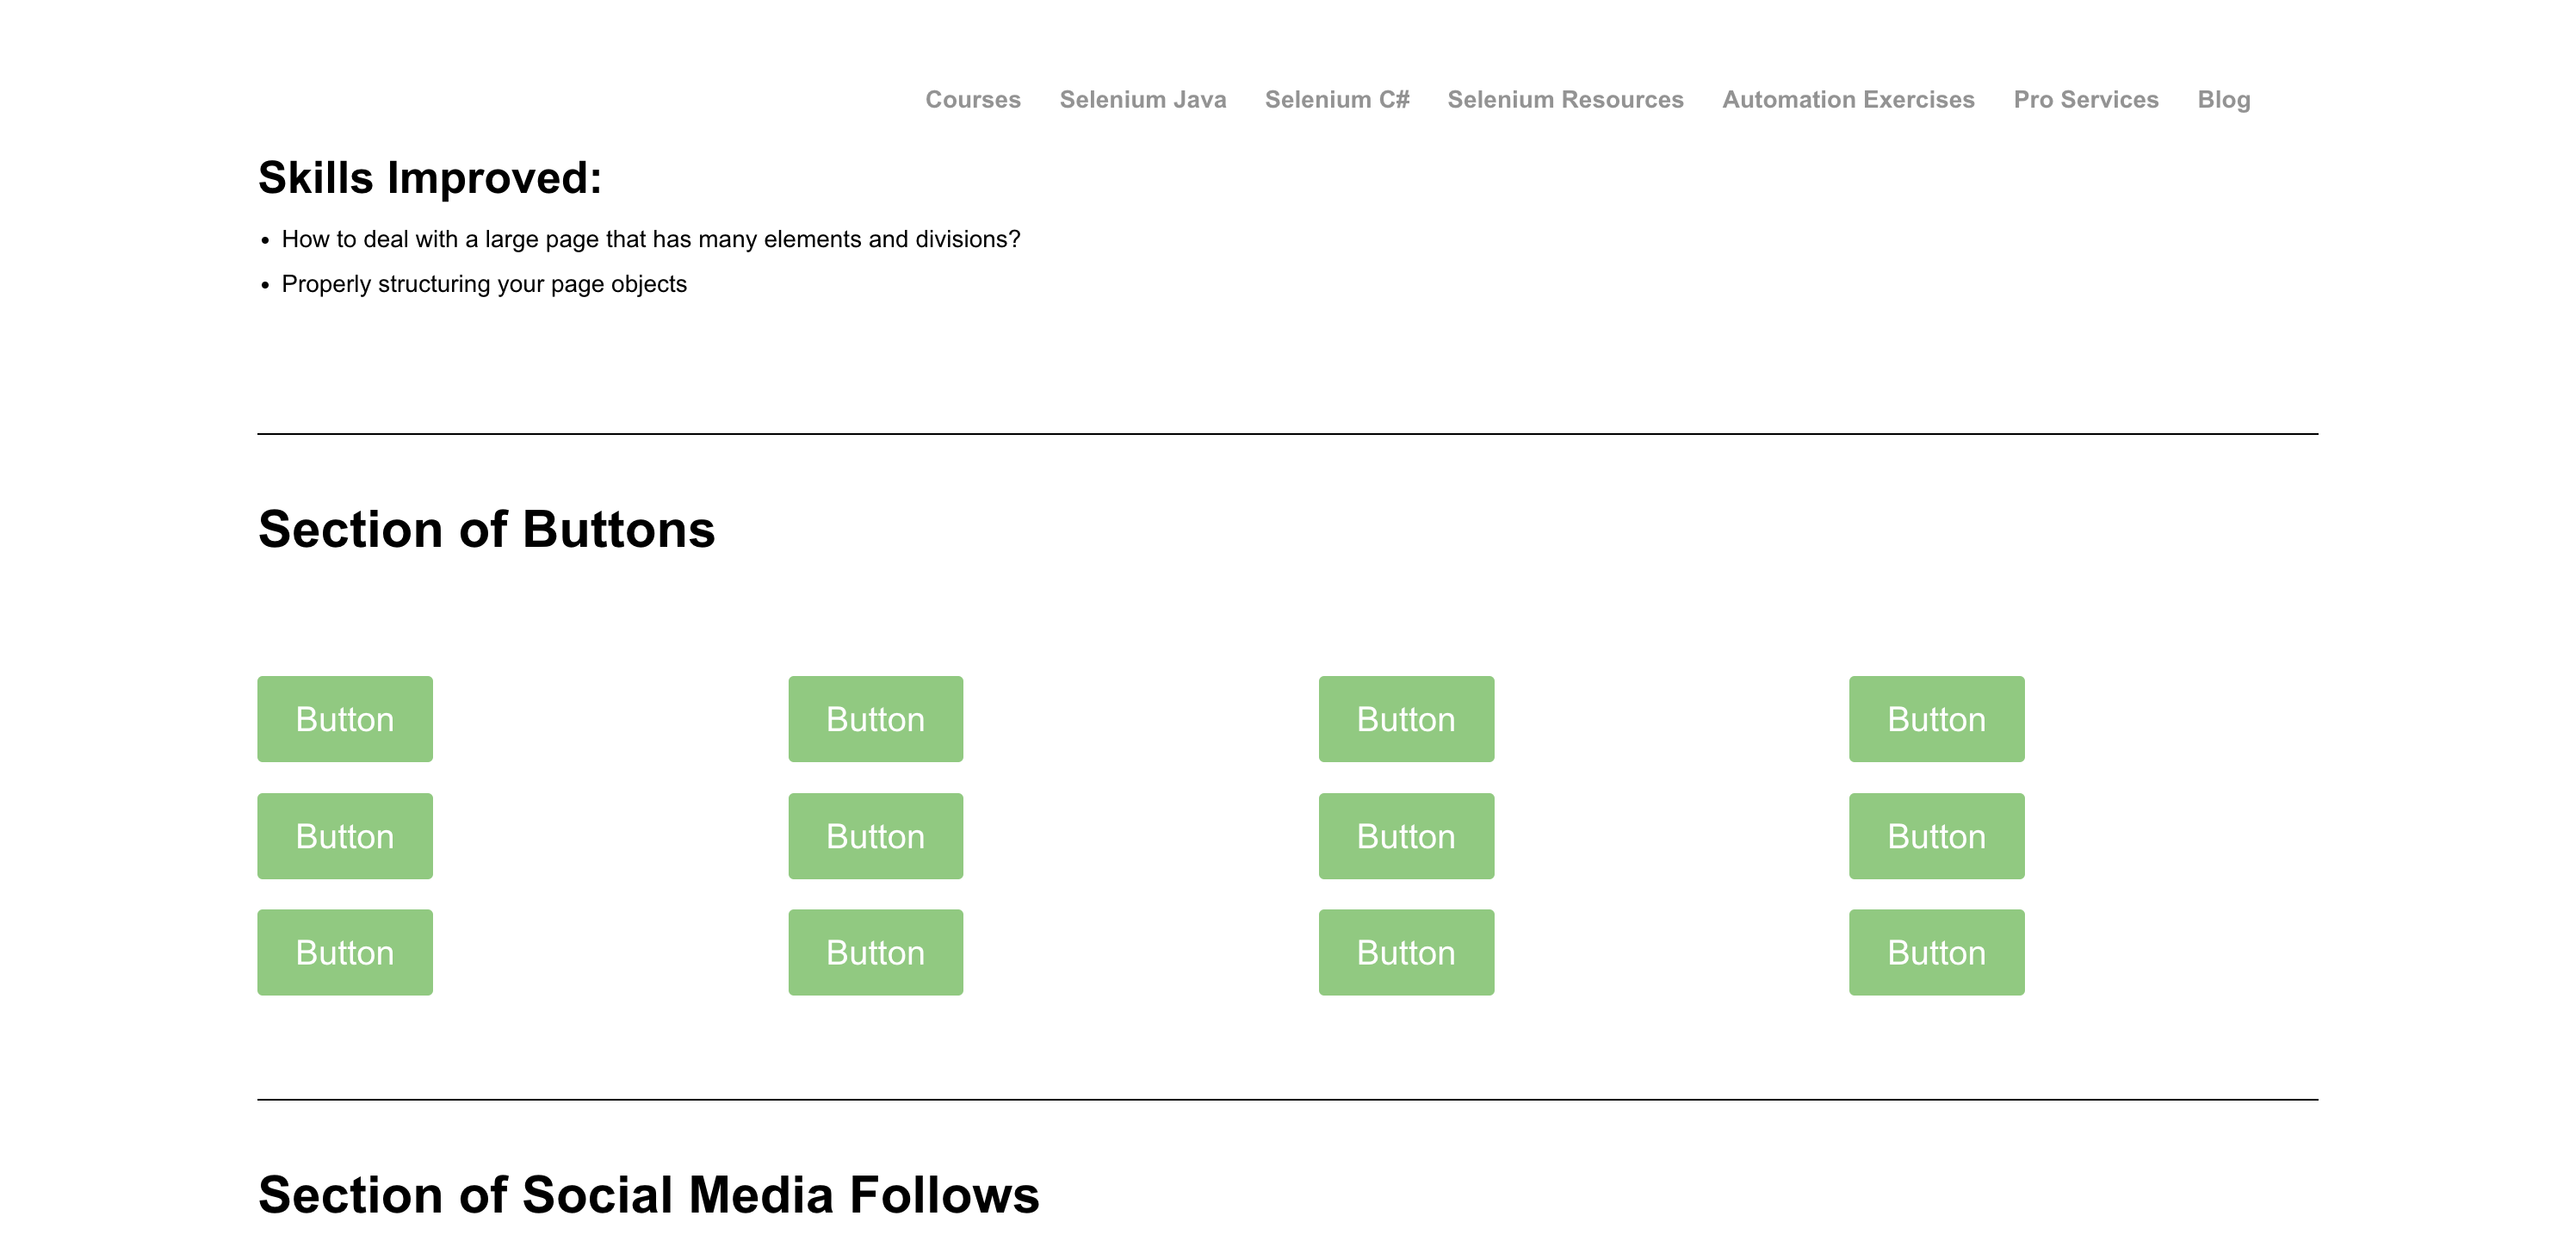 Courses Selenium Java Selenium C# Selenium Resources Automation Exercises Pro Services Blog
Skills Improved:
• How to deal with a large page that has many elements and divisions?
• Properly structuring your page objects
Section of Buttons
Button Button Button Button
Button Button Button Button
Button Button Button Button
Section of Social Media Follows